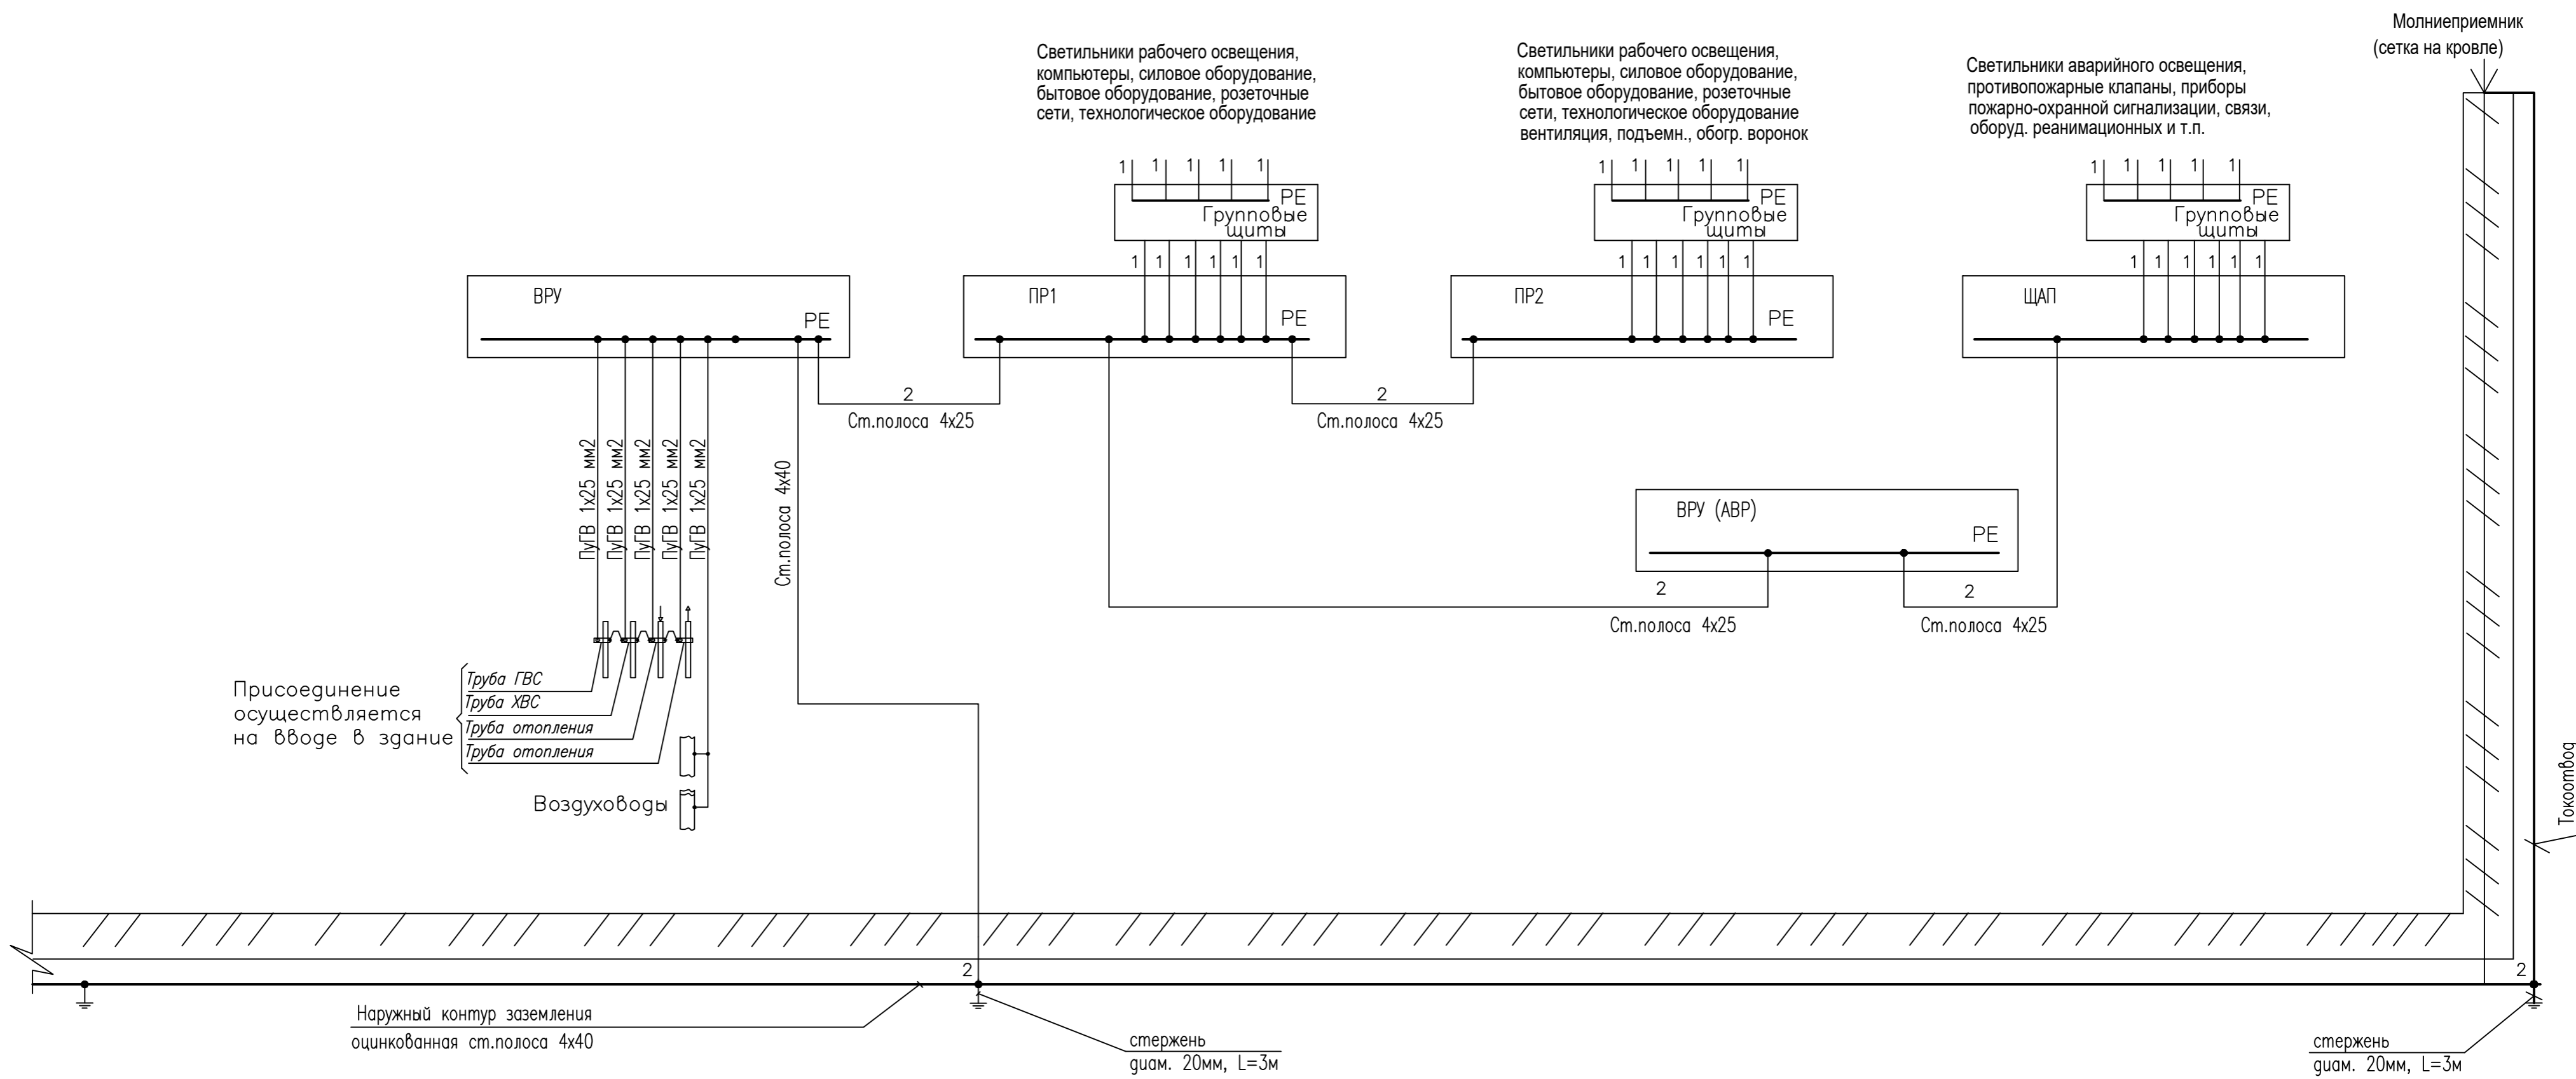 Молниеприемник
(сетка на кровле)
Светильники рабочего освещения,
компьютеры, силовое оборудование,
бытовое оборудование, розеточные
сети, технологическое оборудование
Светильники рабочего освещения,
компьютеры, силовое оборудование,
бытовое оборудование, розеточные
сети, технологическое оборудование
вентиляция, подъемн., обогр. воронок
Светильники аварийного освещения,
противопожарные клапаны, приборы
пожарно-охранной сигнализации, связи,
оборуд. реанимационных и т.п.
1 1 1 1 1
PE
Групповые
щиты
1 1 1 1 1 1
1 1 1 1 1
PE
Групповые
щиты
1 1 1 1 1 1
1 1 1 1 1
PE
Групповые
щиты
1 1 1 1 1 1
ВРУ
PE
ПР1
PE
ПР2
PE
ЩАП
2
Ст.полоса 4х25
2
Ст.полоса 4х25
ПуГВ 1х25 мм2
ПуГВ 1х25 мм2
ПуГВ 1х25 мм2
ПуГВ 1х25 мм2
ПуГВ 1х25 мм2
Ст.полоса 4х40
ВРУ (АВР)
PE
2
Ст.полоса 4х25
2
Ст.полоса 4х25
Присоединение
осуществляется
на вводе в здание
Труба ГВС
Труба ХВС
Труба отопления
Труба отопления
Воздуховоды
Токоотвод
2
2
Наружный контур заземления
оцинкованная ст.полоса 4х40
стержень
диам. 20мм, L=3м
стержень
диам. 20мм, L=3м